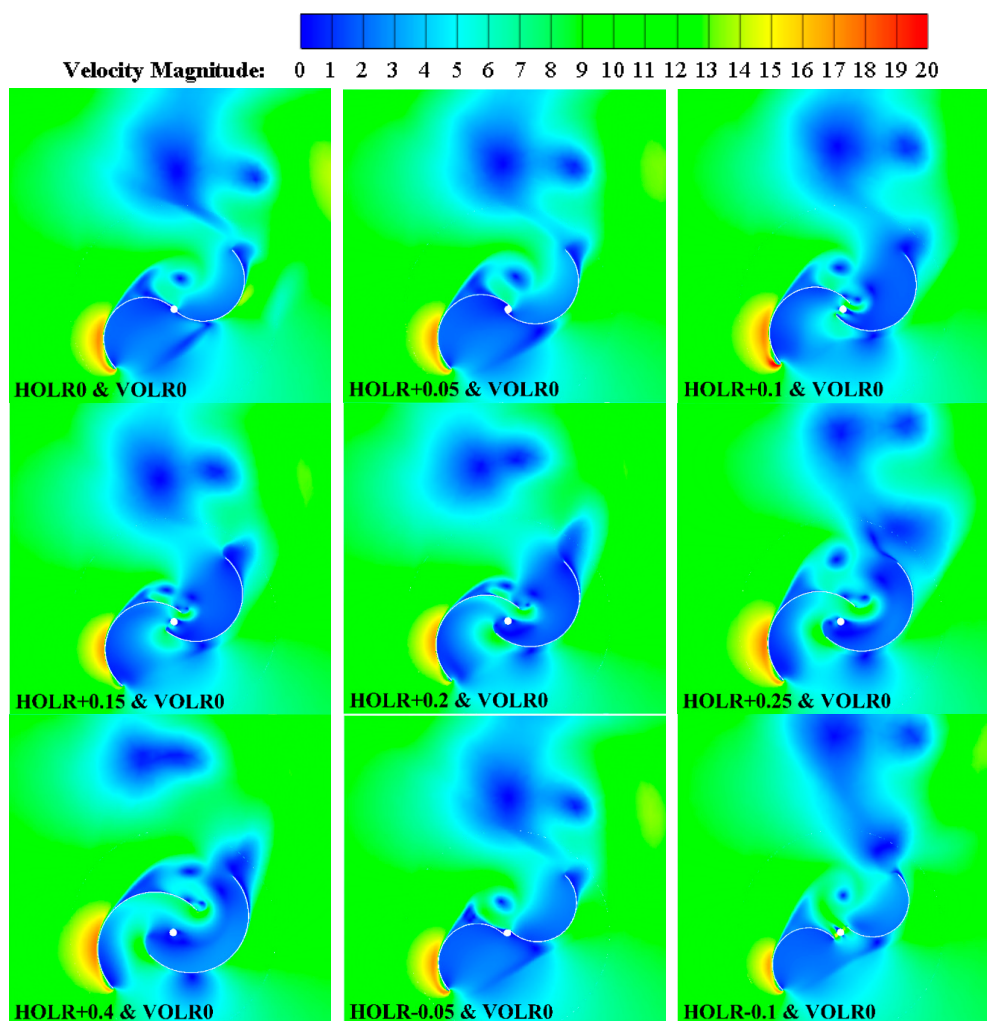 Velocity Magnitude: 0 1 2 3 4 5 6 7 8 9 10 11 12 13 14 15 16 17 18 19 20
HOLR0 & VOLR0
HOLR+0.05 & VOLR0
HOLR+0.1 & VOLR0
HOLR+0.15 & VOLR0
HOLR+0.2 & VOLR0
HOLR+0.25 & VOLR0
HOLR+0.4 & VOLR0
HOLR-0.05 & VOLR0
HOLR-0.1 & VOLR0